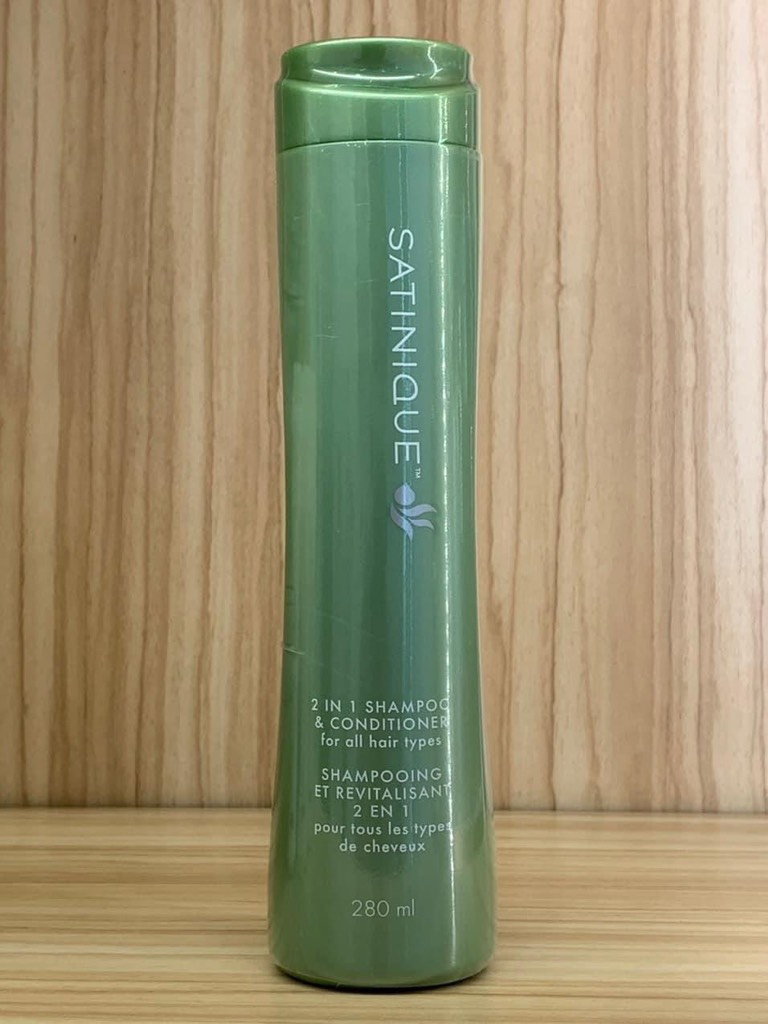 SATINIQUE™
2 IN 1 SHAMPOO
& CONDITIONER
for all hair types
SHAMPOOING
ET REVITALISANT
2 EN 1
pour tous les types
de cheveux
280 ml